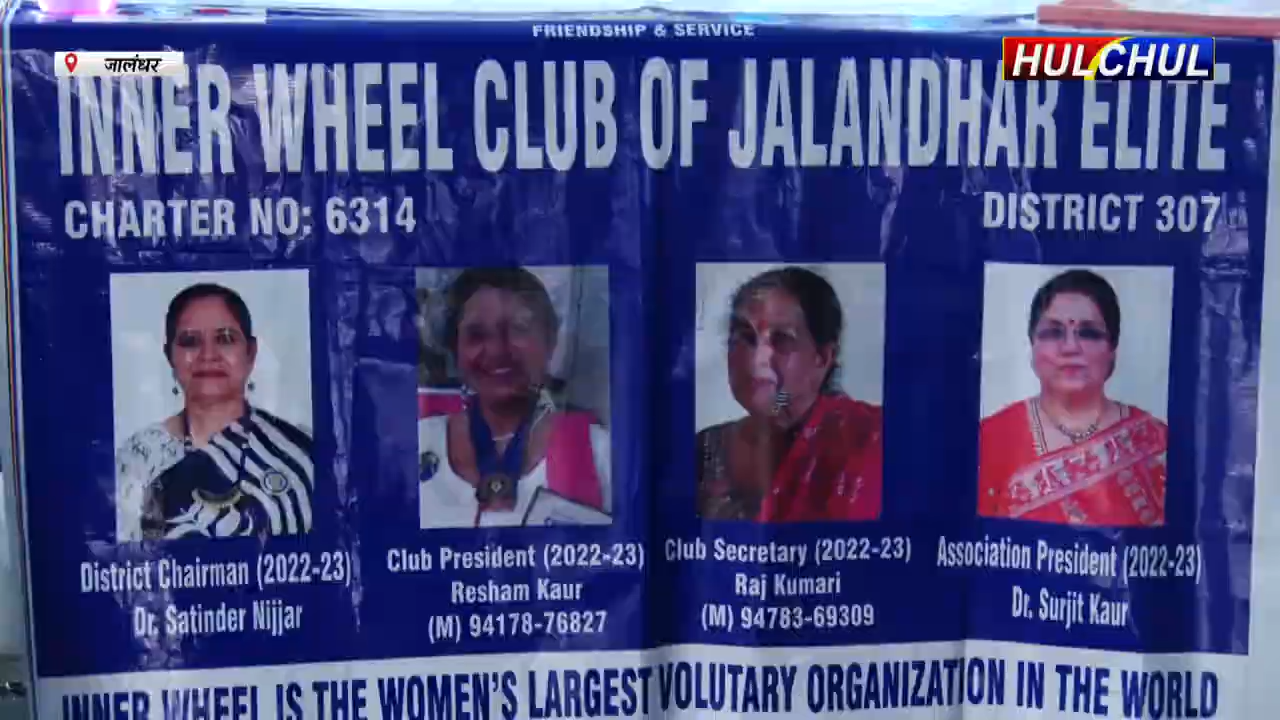 FRIENDSHIP & SERVICE
जालंधर
HULCHUL
INNER WHEEL CLUB OF JALANDHAR ELITE
CHARTER NO: 6314
DISTRICT 307
District Chairman (2022-23)
Dr. Satinder Nijjar
Club President (2022-23)
Resham Kaur
(M) 94178-76827
Club Secretary (2022-23)
Raj Kumari
(M) 94783-69309
Association President (2022-23)
Dr. Surjit Kaur
INNER WHEEL IS THE WOMEN'S LARGEST VOLUTARY ORGANIZATION IN THE WORLD